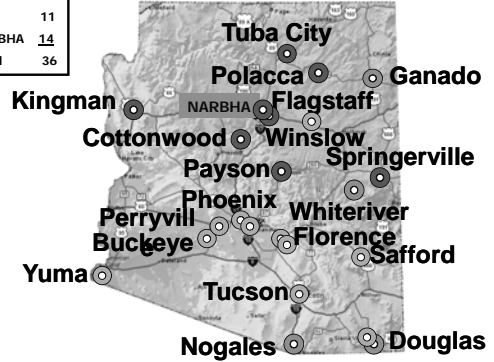 11
BHA 14
36
Tuba City
Polacca
Ganado
Kingman
NARBHA
Flagstaff
Cottonwood
Winslow
Springerville
Payson
Phoenix
Whiteriver
Perryvill
e
Buckeye
Florence
Safford
Yuma
Tucson
Nogales
Douglas